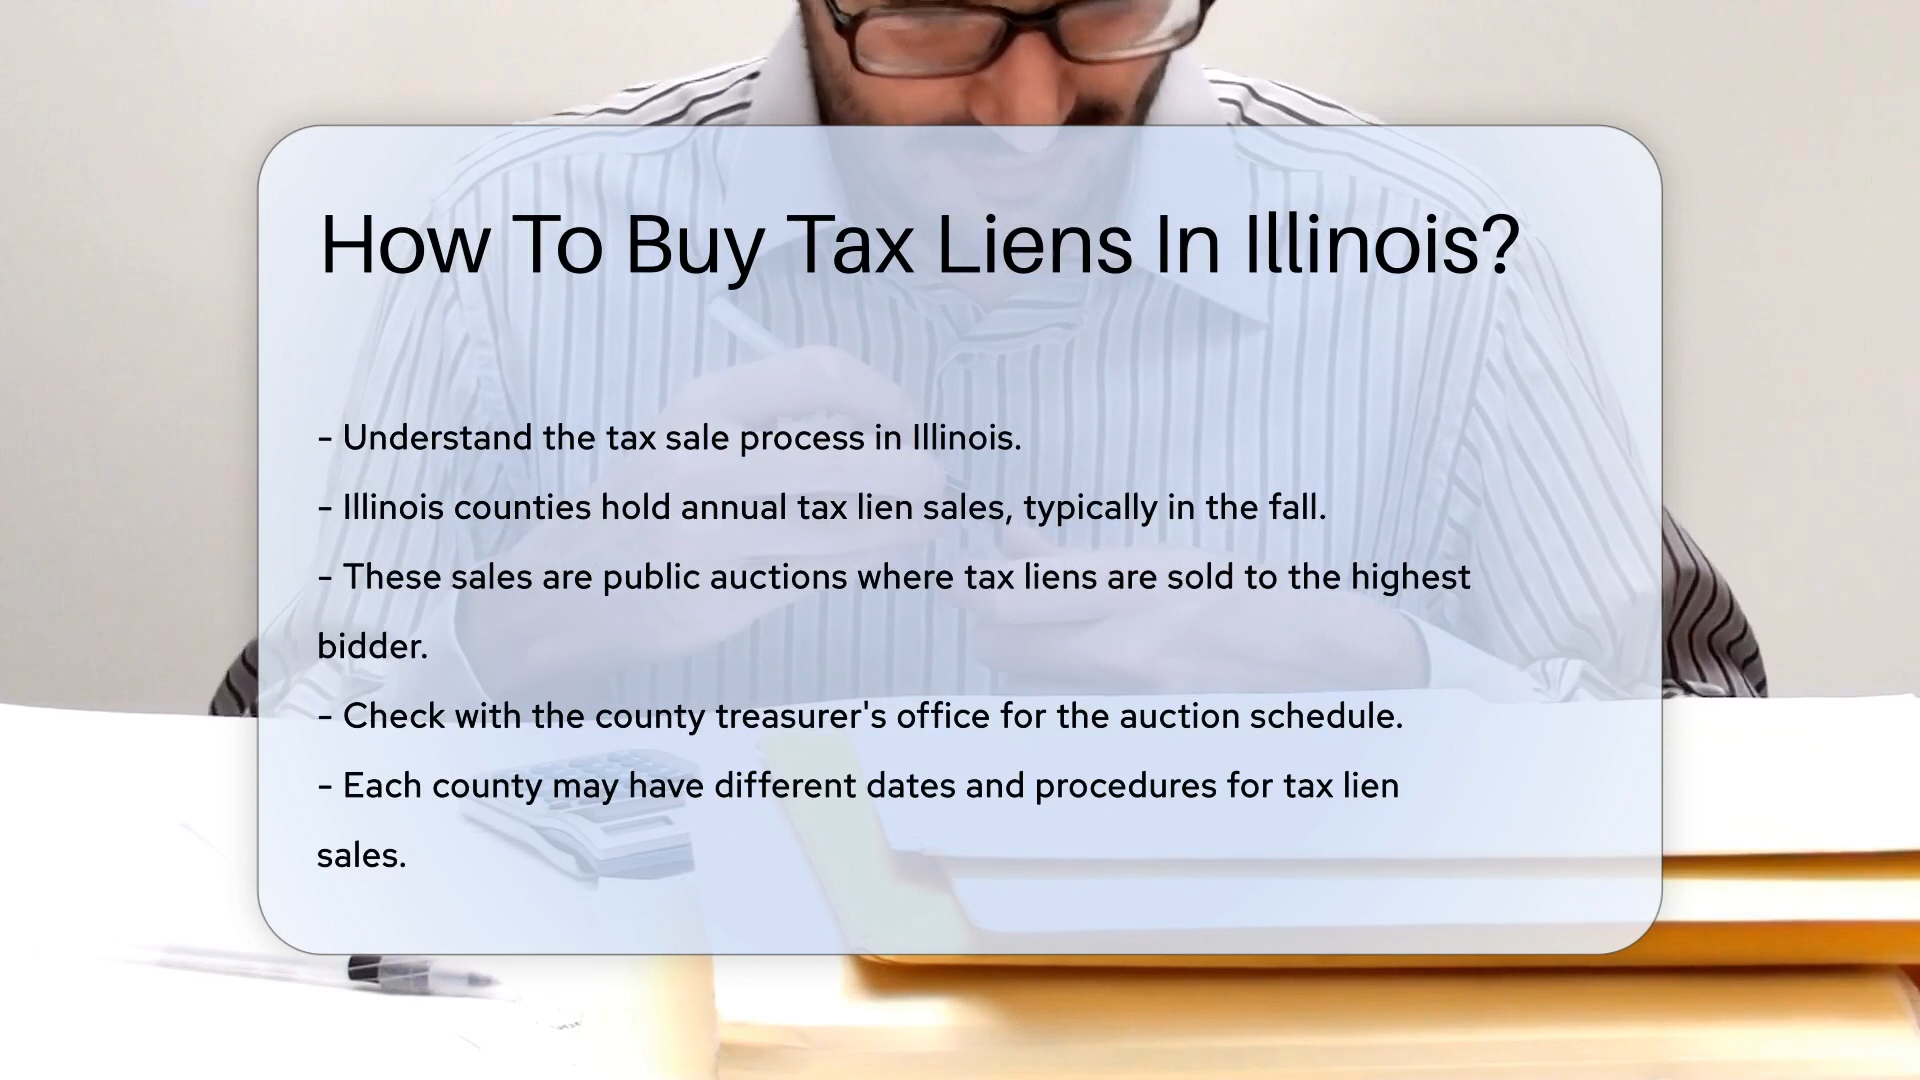 How To Buy Tax Liens In Illinois?
- Understand the tax sale process in Illinois.
- Illinois counties hold annual tax lien sales, typically in the fall.
- These sales are public auctions where tax liens are sold to the highest
bidder.
- Check with the county treasurer's office for the auction schedule.
- Each county may have different dates and procedures for tax lien
sales.